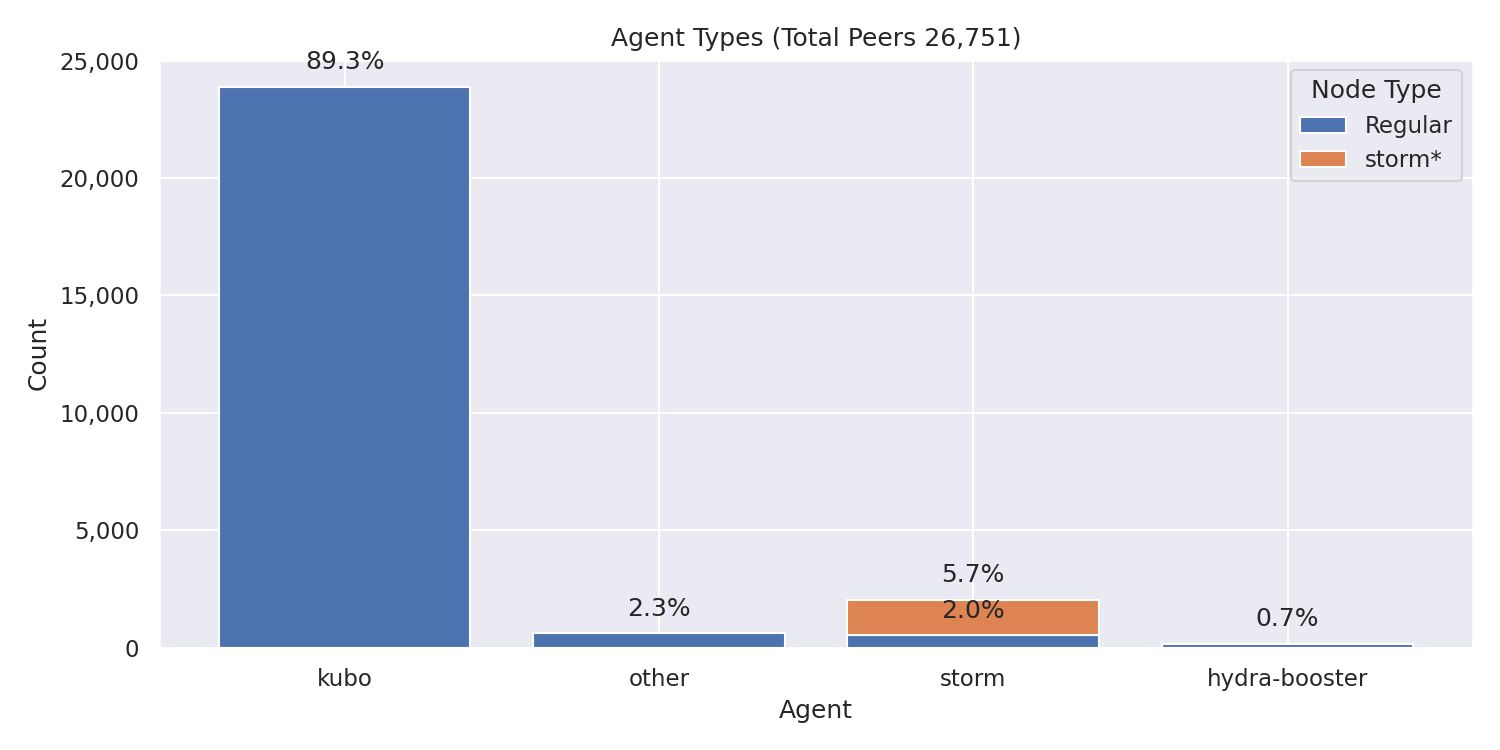 Agent Types (Total Peers 26,751)
25,000
20,000
15,000
10,000
5,000
0
Count
89.3%
2.3%
5.7%
2.0%
0.7%
Node Type
Regular
storm*
kubo
other
storm
hydra-booster
Agent